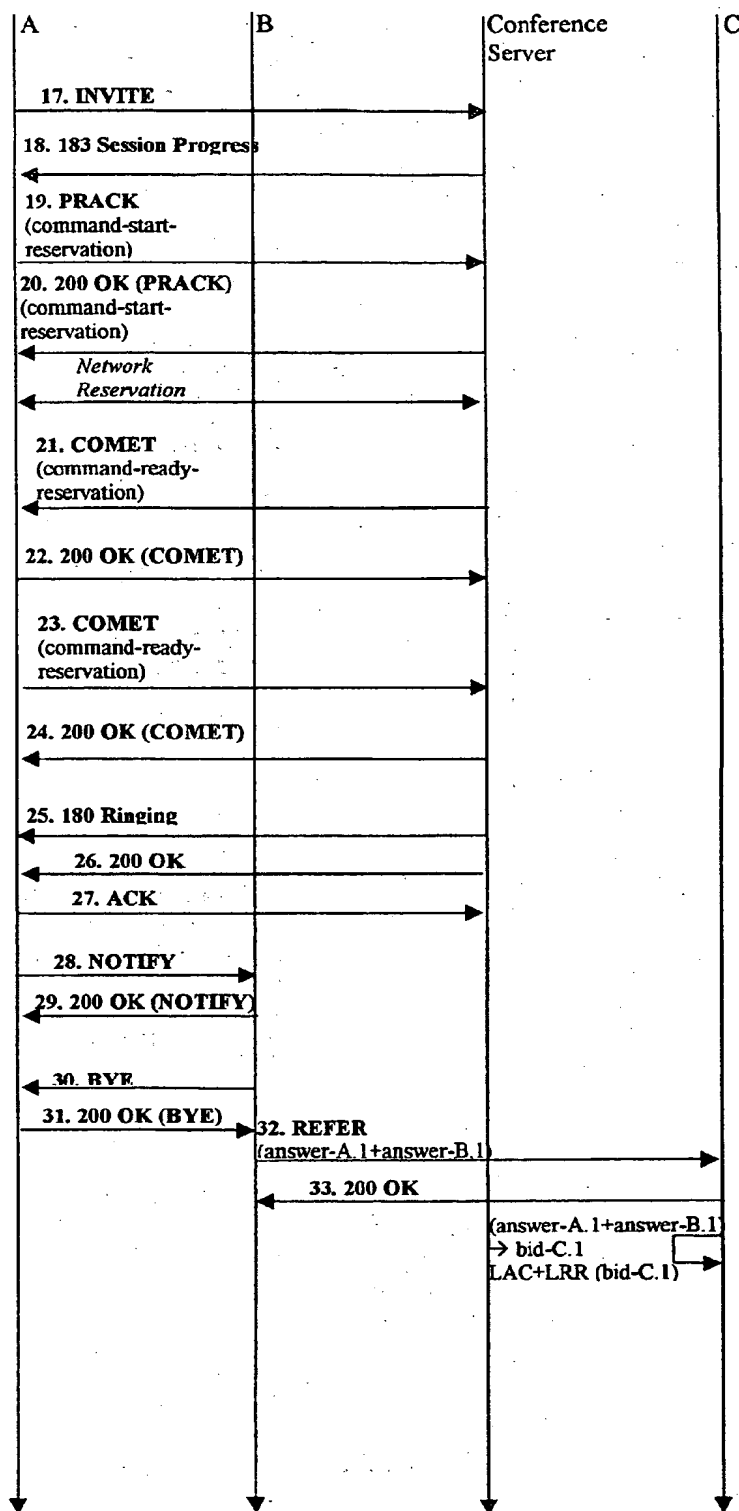 A
B
Conference
Server
C
17. INVITE
18. 183 Session Progress
19. PRACK
(command-start-
reservation)
20. 200 OK (PRACK)
(command-start-
reservation)
Network
Reservation
21. COMET
(command-ready-
reservation)
22. 200 OK (COMET)
23. COMET
(command-ready-
reservation)
24. 200 OK (COMET)
25. 180 Ringing
26. 200 OK
27. ACK
28. NOTIFY
29. 200 OK (NOTIFY)
30. BYE
31. 200 OK (BYE)
32. REFER
(answer-A.1+answer-B.1)
33. 200 OK
(answer-A.1+answer-B.1)
→ bid-C.1
LAC+LRR (bid-C.1)